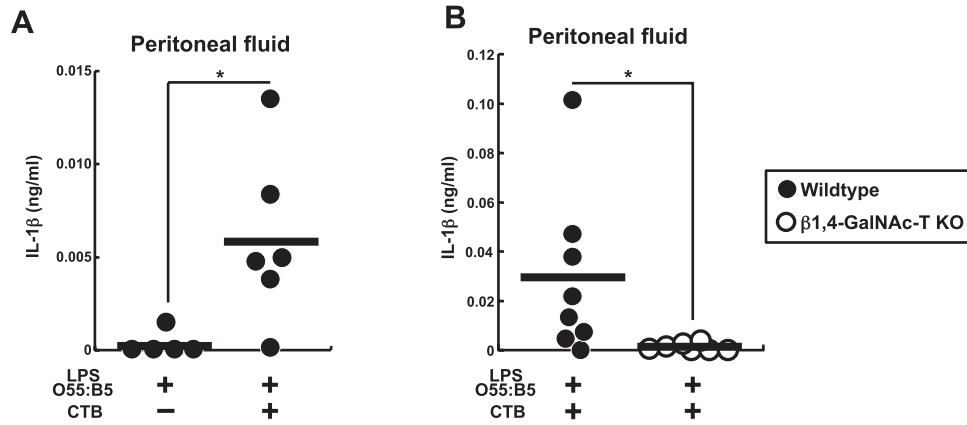 A
Peritoneal fluid
*
0.015
0.010
0.005
0
IL-1β (ng/ml)
LPS
O55:B5
+ +
CTB − +
B
Peritoneal fluid
*
0.12
0.10
0.08
0.06
0.04
0.02
0
IL-1β (ng/ml)
LPS
O55:B5
+ +
CTB + +
Wildtype
β1,4-GalNAc-T KO